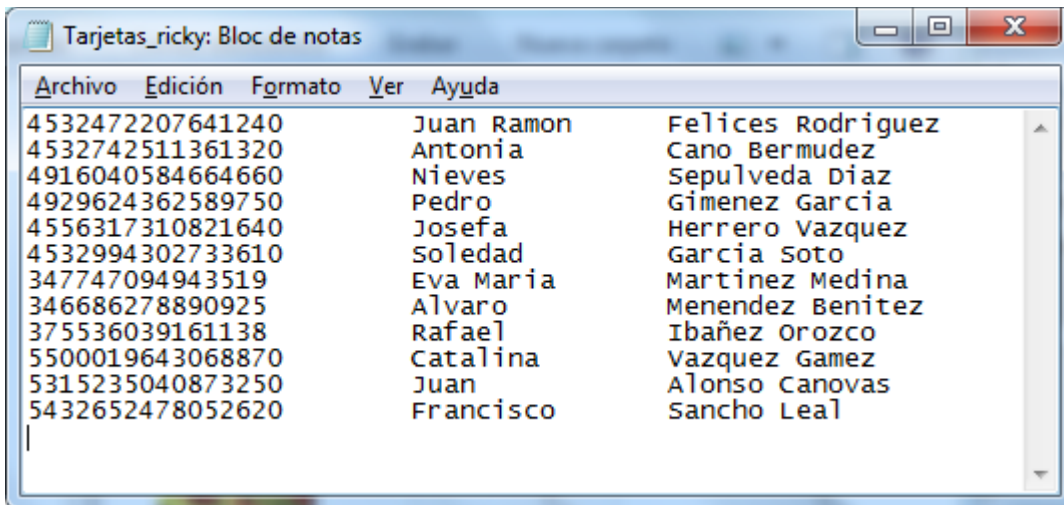 Tarjetas_ricky: Bloc de notas
Archivo Edición Formato Ver Ayuda
4532472207641240 Juan Ramon Felices Rodriguez
4532742511361320 Antonia Cano Bermudez
4916040584664660 Nieves Sepulveda Diaz
4929624362589750 Pedro Gimenez Garcia
4556317310821640 Josefa Herrero Vazquez
4532994302733610 Soledad Garcia Soto
347747094943519 Eva Maria Martinez Medina
346686278890925 Alvaro Menendez Benitez
375536039161138 Rafael Ibañez Orozco
5500019643068870 Catalina Vazquez Gamez
5315235040873250 Juan Alonso Canovas
5432652478052620 Francisco Sancho Leal